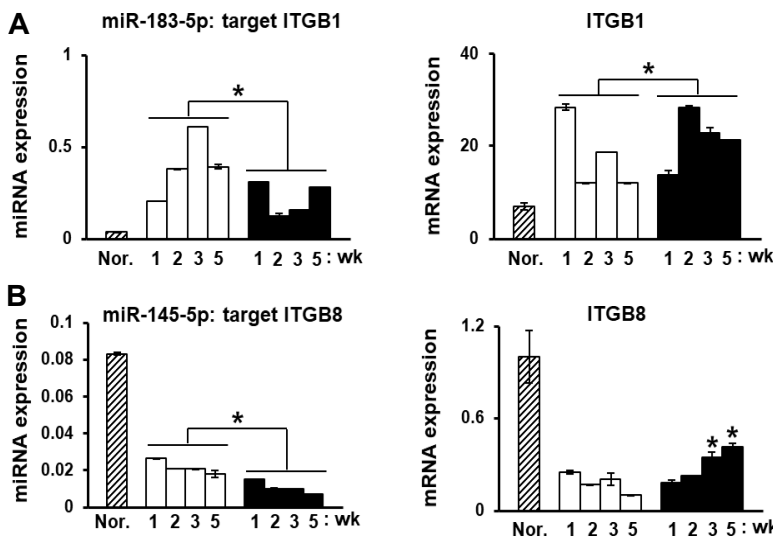 A
miR-183-5p: target ITGB1
miRNA expression
1
0.5
0
*
Nor. 1 2 3 5 1 2 3 5 : wk
ITGB1
mRNA expression
40
20
0
*
Nor. 1 2 3 5 1 2 3 5 : wk
B
miR-145-5p: target ITGB8
miRNA expression
0.1
0.08
0.06
0.04
0.02
0
*
Nor. 1 2 3 5 1 2 3 5 : wk
ITGB8
mRNA expression
1.2
0.6
0
* *
Nor. 1 2 3 5 1 2 3 5 : wk